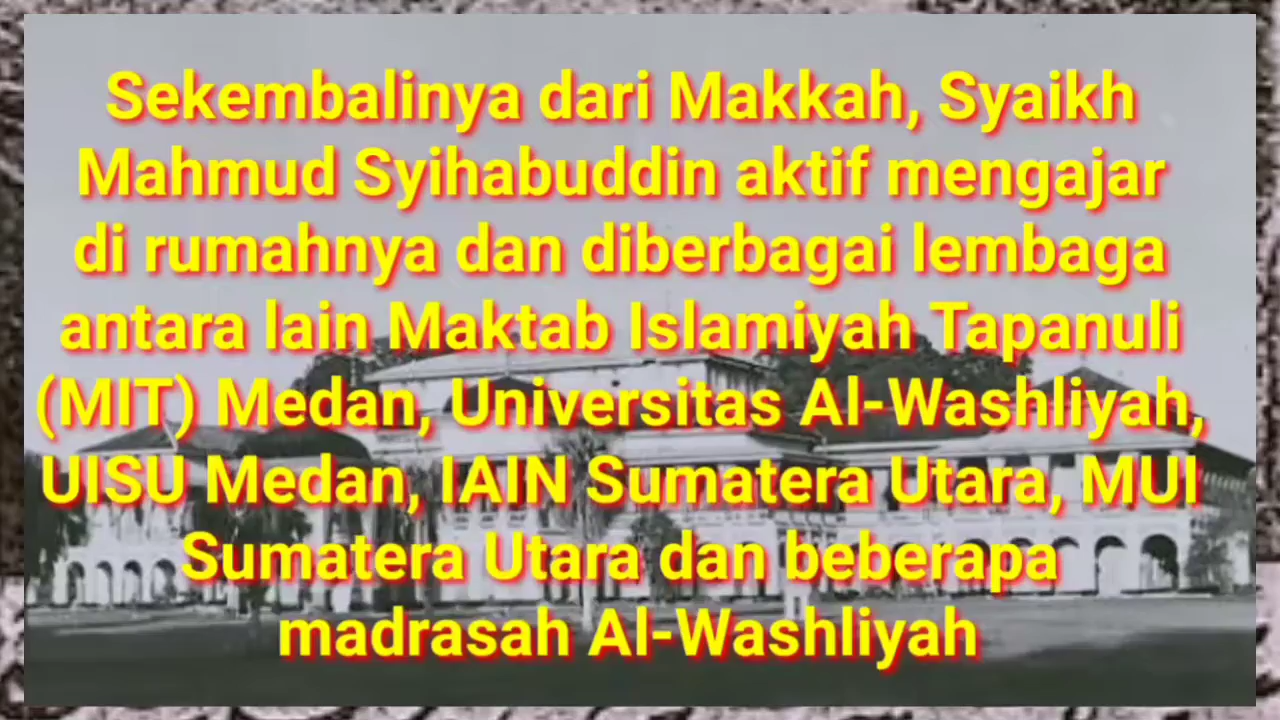 Sekembalinya dari Makkah, Syaikh
Mahmud Syihabuddin aktif mengajar
di rumahnya dan diberbagai lembaga
antara lain Maktab Islamiyah Tapanuli
(MIT) Medan, Universitas Al-Washliyah,
UISU Medan, IAIN Sumatera Utara, MUI
Sumatera Utara dan beberapa
madrasah Al-Washliyah